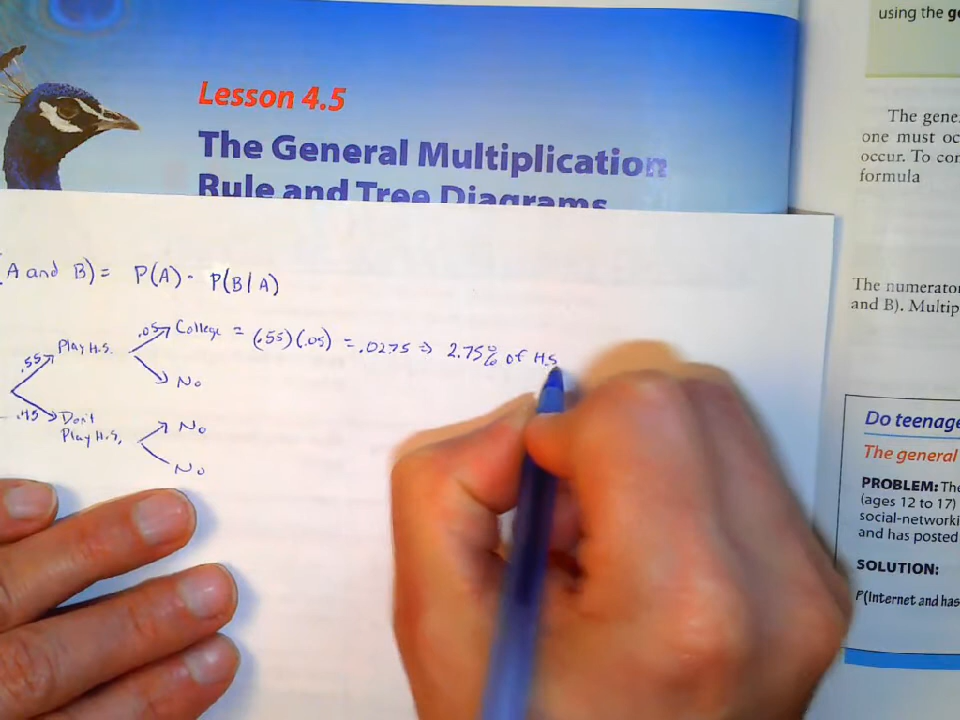 using the
Lesson 4.5
The General Multiplication
Rule and Tree Diagrams
The gene
one must oc
occur. To con
formula
A and B) = P(A) · P(B|A)
The numerator
and B). Multip
.05 College = (.55)(.05) = .0275 ⇒ 2.75% of H.S
.55 Play H.S.
No
.45 Don't
Play H.S.
No
No
Do teenage
The general
PROBLEM: The
(ages 12 to 17)
social-networki
and has posted
SOLUTION:
P(Internet and has